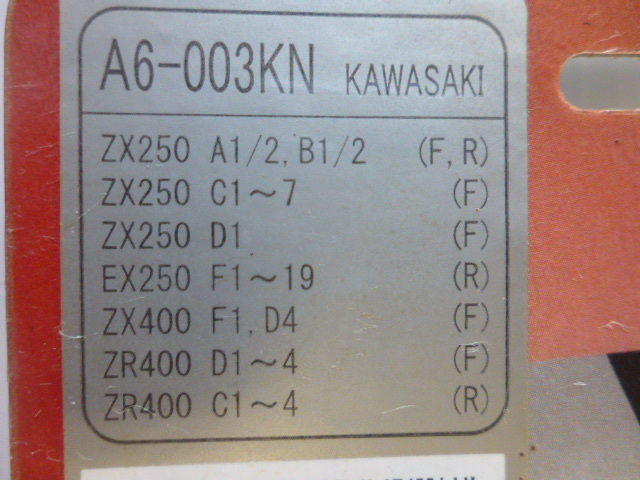 A6-003KN KAWASAKI
ZX250 A1/2, B1/2 (F, R)
ZX250 C1～7 (F)
ZX250 D1 (F)
EX250 F1～19 (R)
ZX400 F1, D4 (F)
ZR400 D1～4 (F)
ZR400 C1～4 (R)